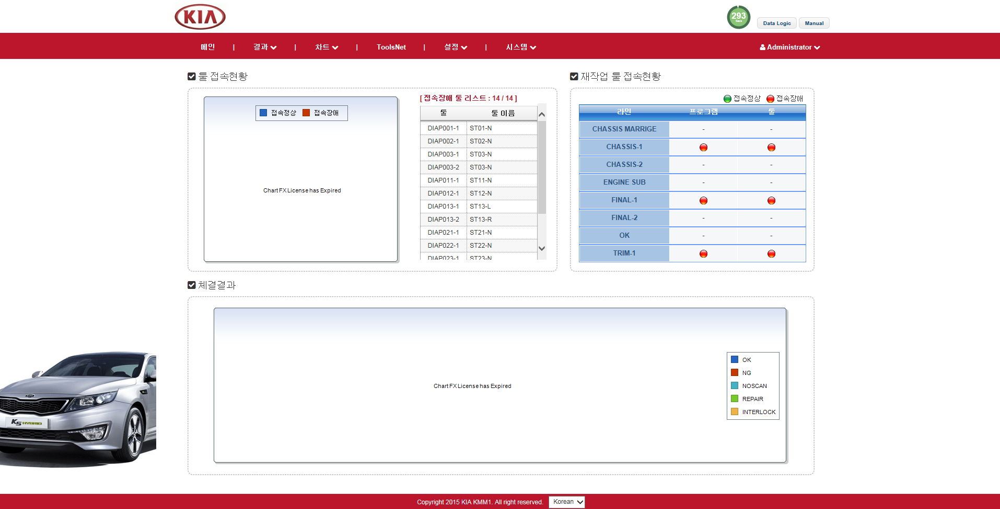 KIA
293
Secs
Data Logic
Manual
메인 | 결과 | 차트 | ToolsNet | 설정 | 시스템
Administrator
툴 접속현황
접속정상 접속장애
Chart FX License has Expired
[ 접속장애 툴 리스트 : 14 / 14 ]
툴 툴 이름
DIAP001-1 ST01-N
DIAP002-1 ST02-N
DIAP003-1 ST03-N
DIAP003-2 ST03-N
DIAP011-1 ST11-N
DIAP012-1 ST12-N
DIAP013-1 ST13-L
DIAP013-2 ST13-R
DIAP021-1 ST21-N
DIAP022-1 ST22-N
DIAP023-1 ST23-N
재작업 툴 접속현황
접속정상 접속장애
라인 프로그램 툴
CHASSIS MARRIGE - -
CHASSIS-1
CHASSIS-2 - -
ENGINE SUB - -
FINAL-1
FINAL-2 - -
OK - -
TRIM-1
체결결과
Chart FX License has Expired
OK
NG
NOSCAN
REPAIR
INTERLOCK
KIA
K5 HYBRID
Copyright 2015 KIA KMM1. All right reserved.
Korean